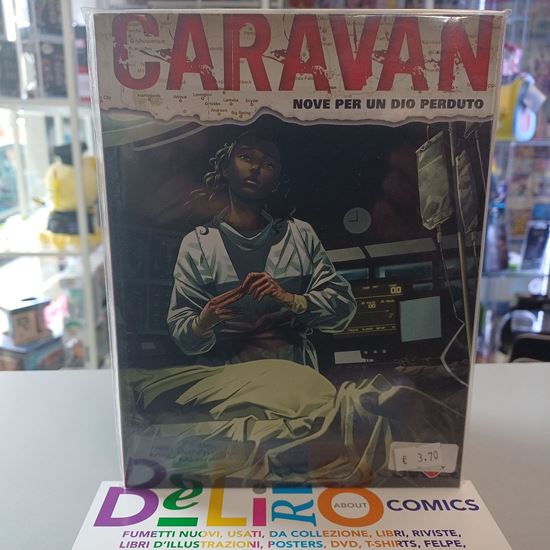 CARAVAN
NOVE PER UN DIO PERDUTO
€ 3.70
DeLiRiO ABOUT COMICS
FUMETTI NUOVI, USATI, DA COLLEZIONE, LIBRI, RIVISTE,
LIBRI D'ILLUSTRAZIONI, POSTERS, DVD, T-SHIRTS, FELPE,